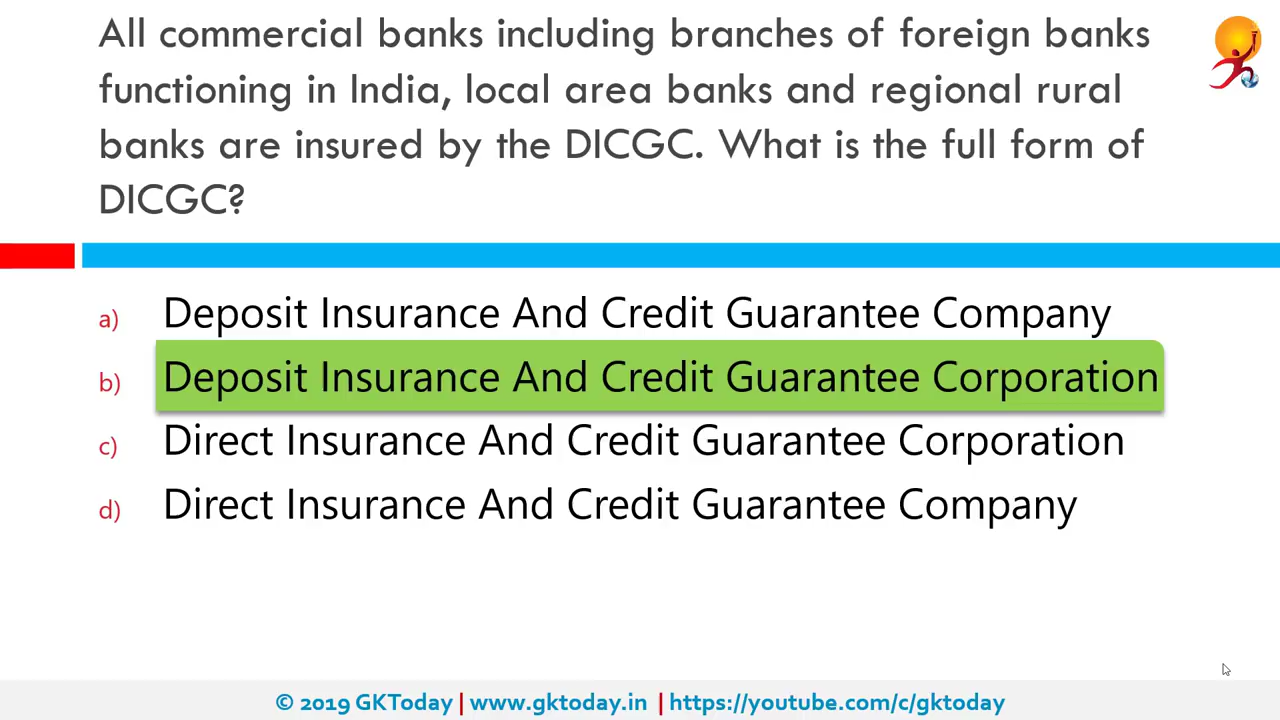 All commercial banks including branches of foreign banks
functioning in India, local area banks and regional rural
banks are insured by the DICGC. What is the full form of
DICGC?
a) Deposit Insurance And Credit Guarantee Company
b) Deposit Insurance And Credit Guarantee Corporation
c) Direct Insurance And Credit Guarantee Corporation
d) Direct Insurance And Credit Guarantee Company
© 2019 GKToday | www.gktoday.in | https://youtube.com/c/gktoday